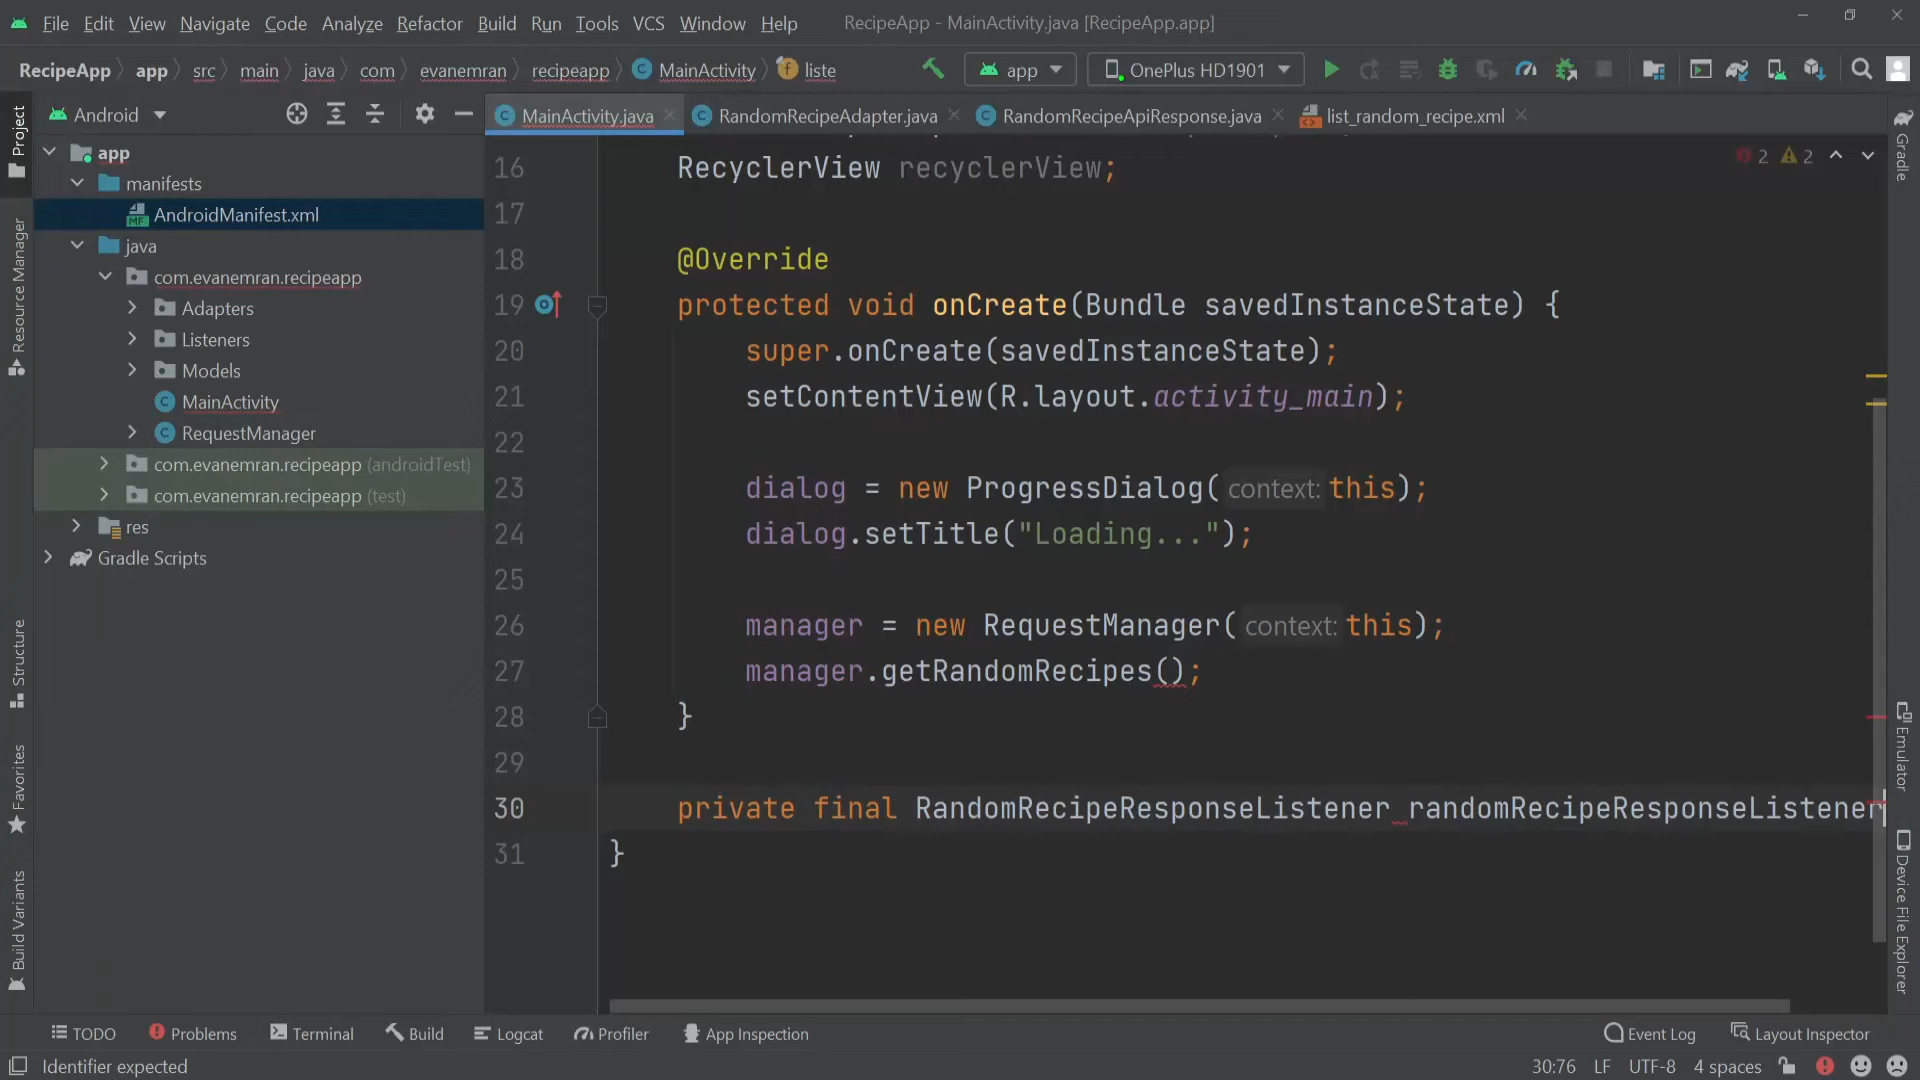 File Edit View Navigate Code Analyze Refactor Build Run Tools VCS Window Help RecipeApp - MainActivity.java [RecipeApp.app]
RecipeApp app src main java com evanemran recipeapp MainActivity liste app OnePlus HD1901
Android MainActivity.java RandomRecipeAdapter.java RandomRecipeApiResponse.java list_random_recipe.xml
Project
Resource Manager
Structure
Favorites
Build Variants
app
manifests
AndroidManifest.xml
java
com.evanemran.recipeapp
Adapters
Listeners
Models
MainActivity
RequestManager
com.evanemran.recipeapp (androidTest)
com.evanemran.recipeapp (test)
res
Gradle Scripts
16 RecyclerView recyclerView;
2 2
17
18 @Override
19 protected void onCreate(Bundle savedInstanceState) {
20 super.onCreate(savedInstanceState);
21 setContentView(R.layout.activity_main);
22
23 dialog = new ProgressDialog( context: this);
24 dialog.setTitle("Loading...");
25
26 manager = new RequestManager( context: this);
27 manager.getRandomRecipes();
28 }
29
30 private final RandomRecipeResponseListener randomRecipeResponseListener
31 }
Gradle
Emulator
Device File Explorer
TODO Problems Terminal Build Logcat Profiler App Inspection Event Log Layout Inspector
Identifier expected 30:76 LF UTF-8 4 spaces